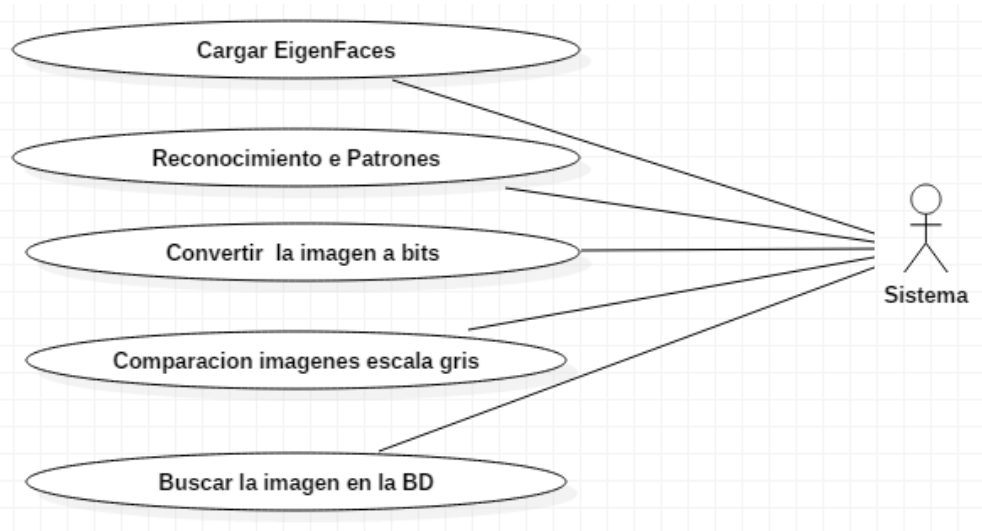 Cargar EigenFaces
Reconocimiento e Patrones
Convertir  la imagen a bits
Sistema
Comparacion imagenes escala gris
Buscar la imagen en la BD